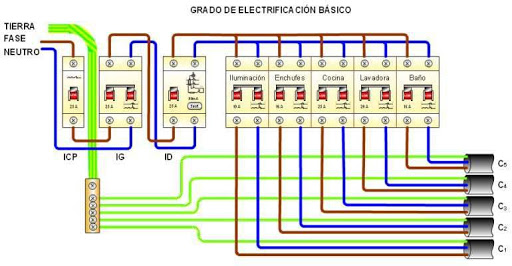 GRADO DE ELECTRIFICACIÓN BÁSICO
TIERRA
FASE
NEUTRO
Iluminación
Enchufes
Cocina
Lavadora
Baño
25 A
ICP
IG
ID
C5
C4
C3
C2
C1